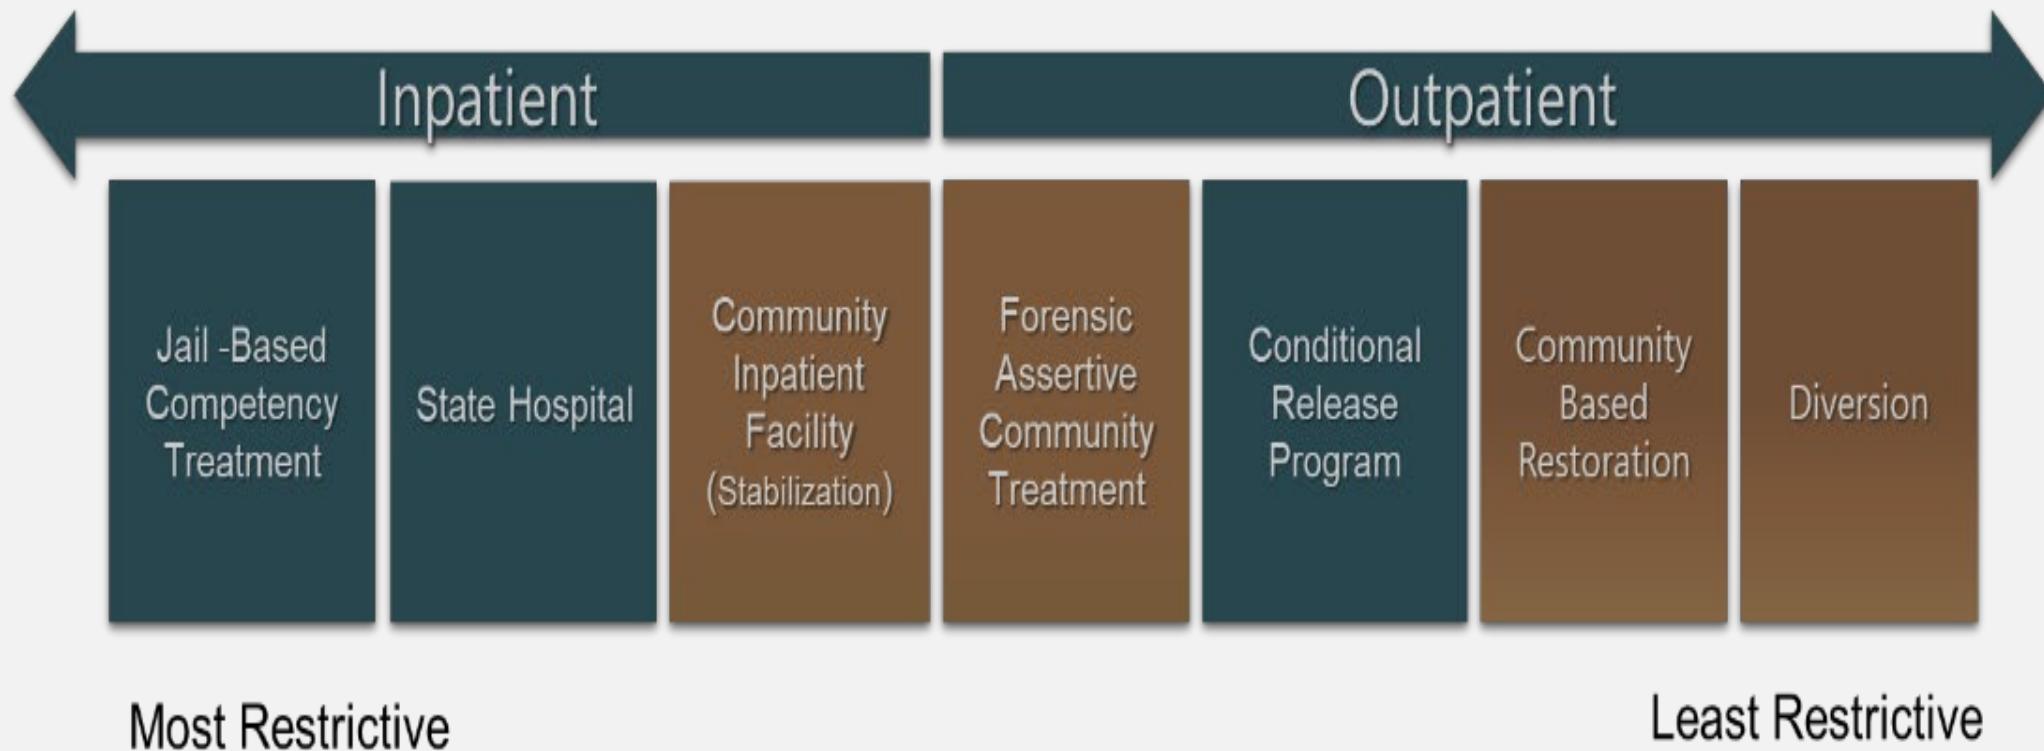 Inpatient
Outpatient
Jail -Based
Competency
Treatment
State Hospital
Community
Inpatient
Facility
(Stabilization)
Forensic
Assertive
Community
Treatment
Conditional
Release
Program
Community
Based
Restoration
Diversion
Most Restrictive
Least Restrictive